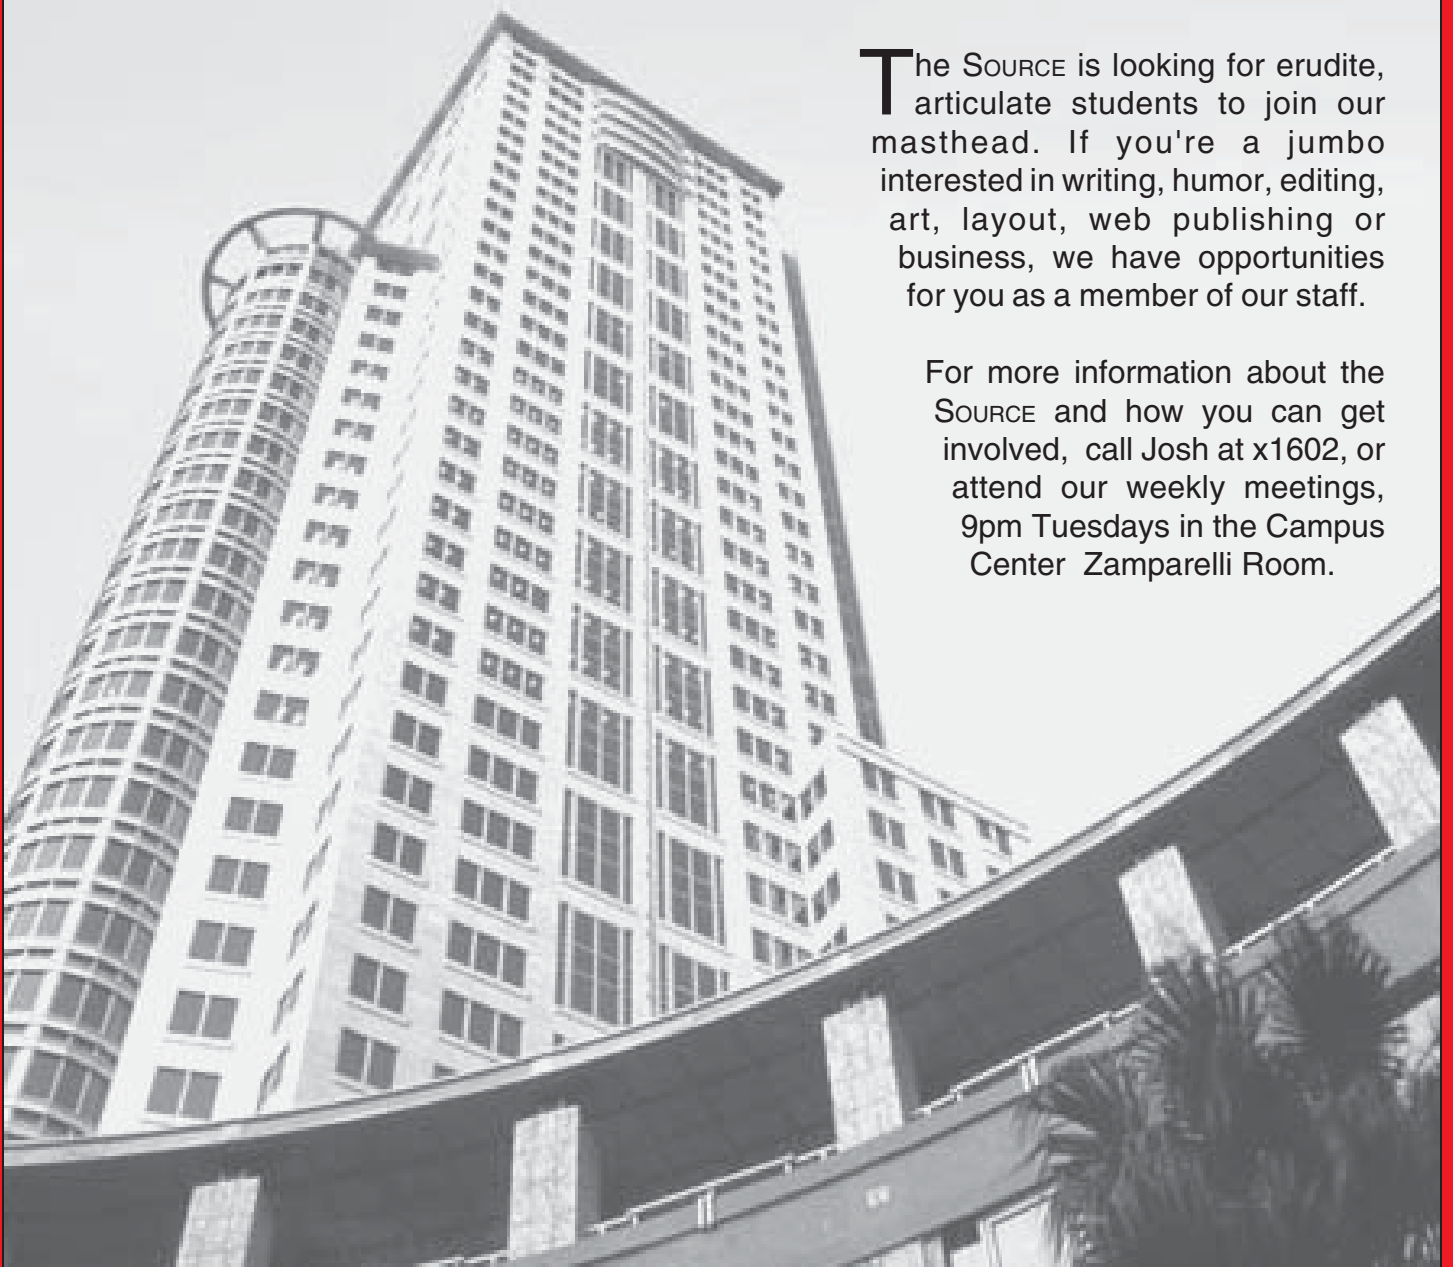 The SOURCE is looking for erudite,
articulate students to join our
masthead. If you're a jumbo
interested in writing, humor, editing,
art, layout, web publishing or
business, we have opportunities
for you as a member of our staff.
For more information about the
SOURCE and how you can get
involved, call Josh at x1602, or
attend our weekly meetings,
9pm Tuesdays in the Campus
Center Zamparelli Room.